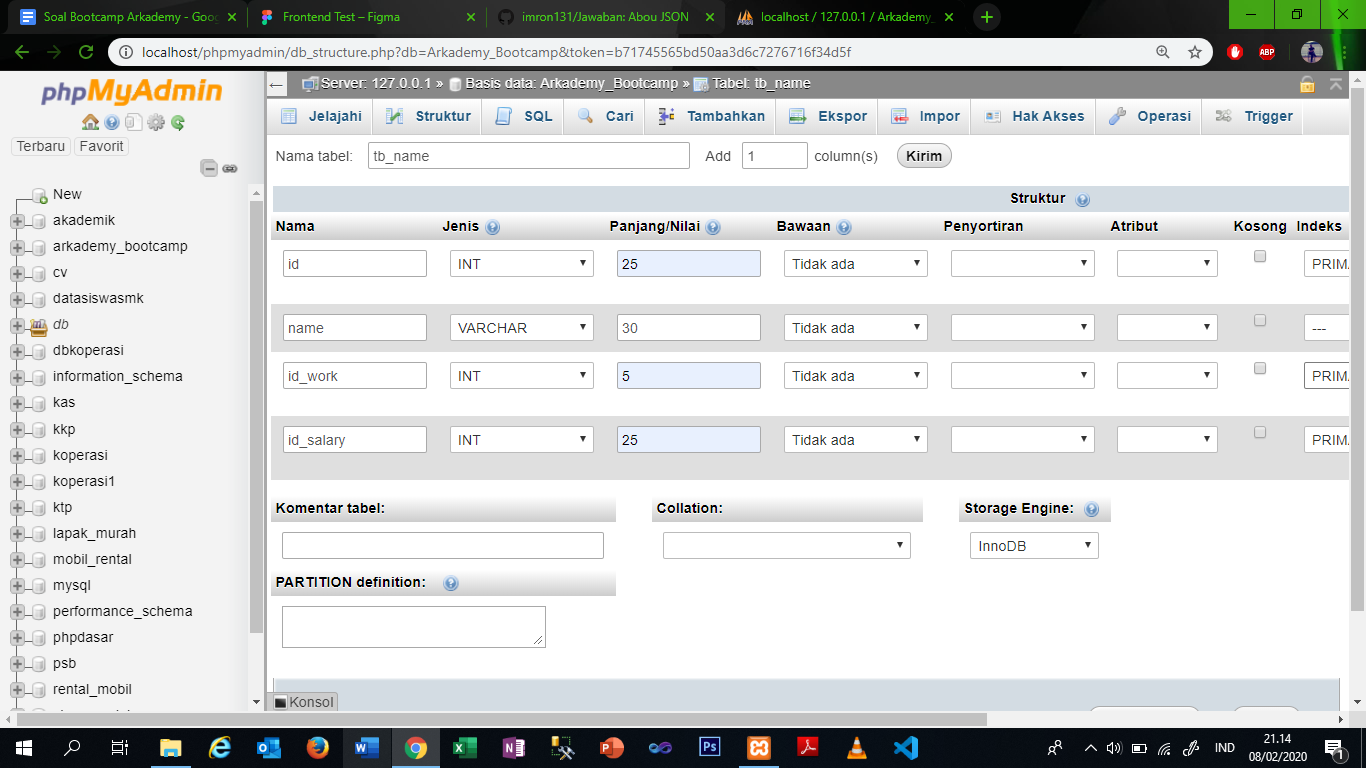 Soal Bootcamp Arkademy - Goo
Frontend Test – Figma
imron131/Jawaban: Abou JSON
localhost / 127.0.0.1 / Arkademy_
localhost/phpmyadmin/db_structure.php?db=Arkademy_Bootcamp&token=b71745565bd50aa3d6c7276716f34d5f
ABP
phpMyAdmin
Terbaru Favorit
New
akademik
arkademy_bootcamp
cv
datasiswasmk
db
dbkoperasi
information_schema
kas
kkp
koperasi
koperasi1
ktp
lapak_murah
mobil_rental
mysql
performance_schema
phpdasar
psb
rental_mobil
Server: 127.0.0.1 » Basis data: Arkademy_Bootcamp » Tabel: tb_name
Jelajahi Struktur SQL Cari Tambahkan Ekspor Impor Hak Akses Operasi Trigger
Nama tabel: tb_name Add 1 column(s) Kirim
Struktur
Nama Jenis Panjang/Nilai Bawaan Penyortiran Atribut Kosong Indeks
id INT 25 Tidak ada PRIMA
name VARCHAR 30 Tidak ada ---
id_work INT 5 Tidak ada PRIMA
id_salary INT 25 Tidak ada PRIMA
Komentar tabel: Collation: Storage Engine:
InnoDB
PARTITION definition:
Konsol
IND
21.14
08/02/2020
1